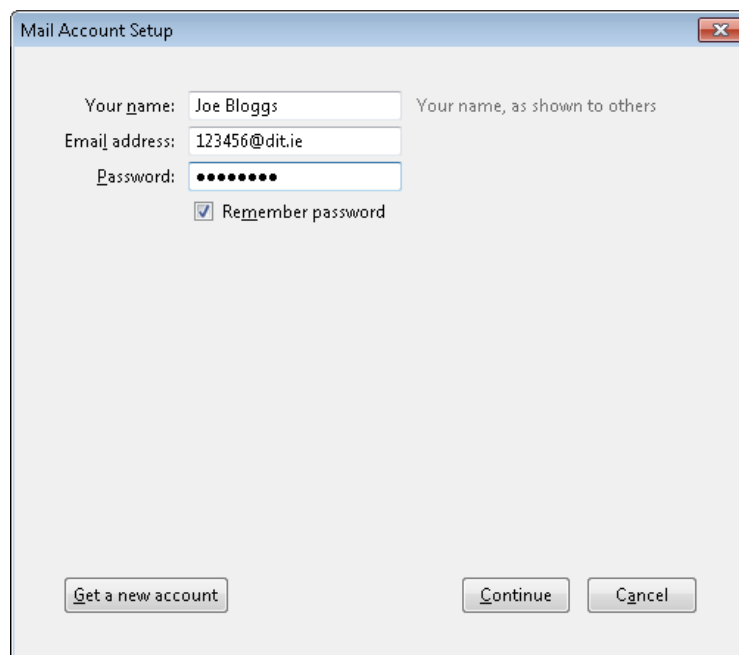 Mail Account Setup
Your name: Joe Bloggs Your name, as shown to others
Email address: 123456@dit.ie
Password: ••••••••
Remember password
Get a new account Continue Cancel